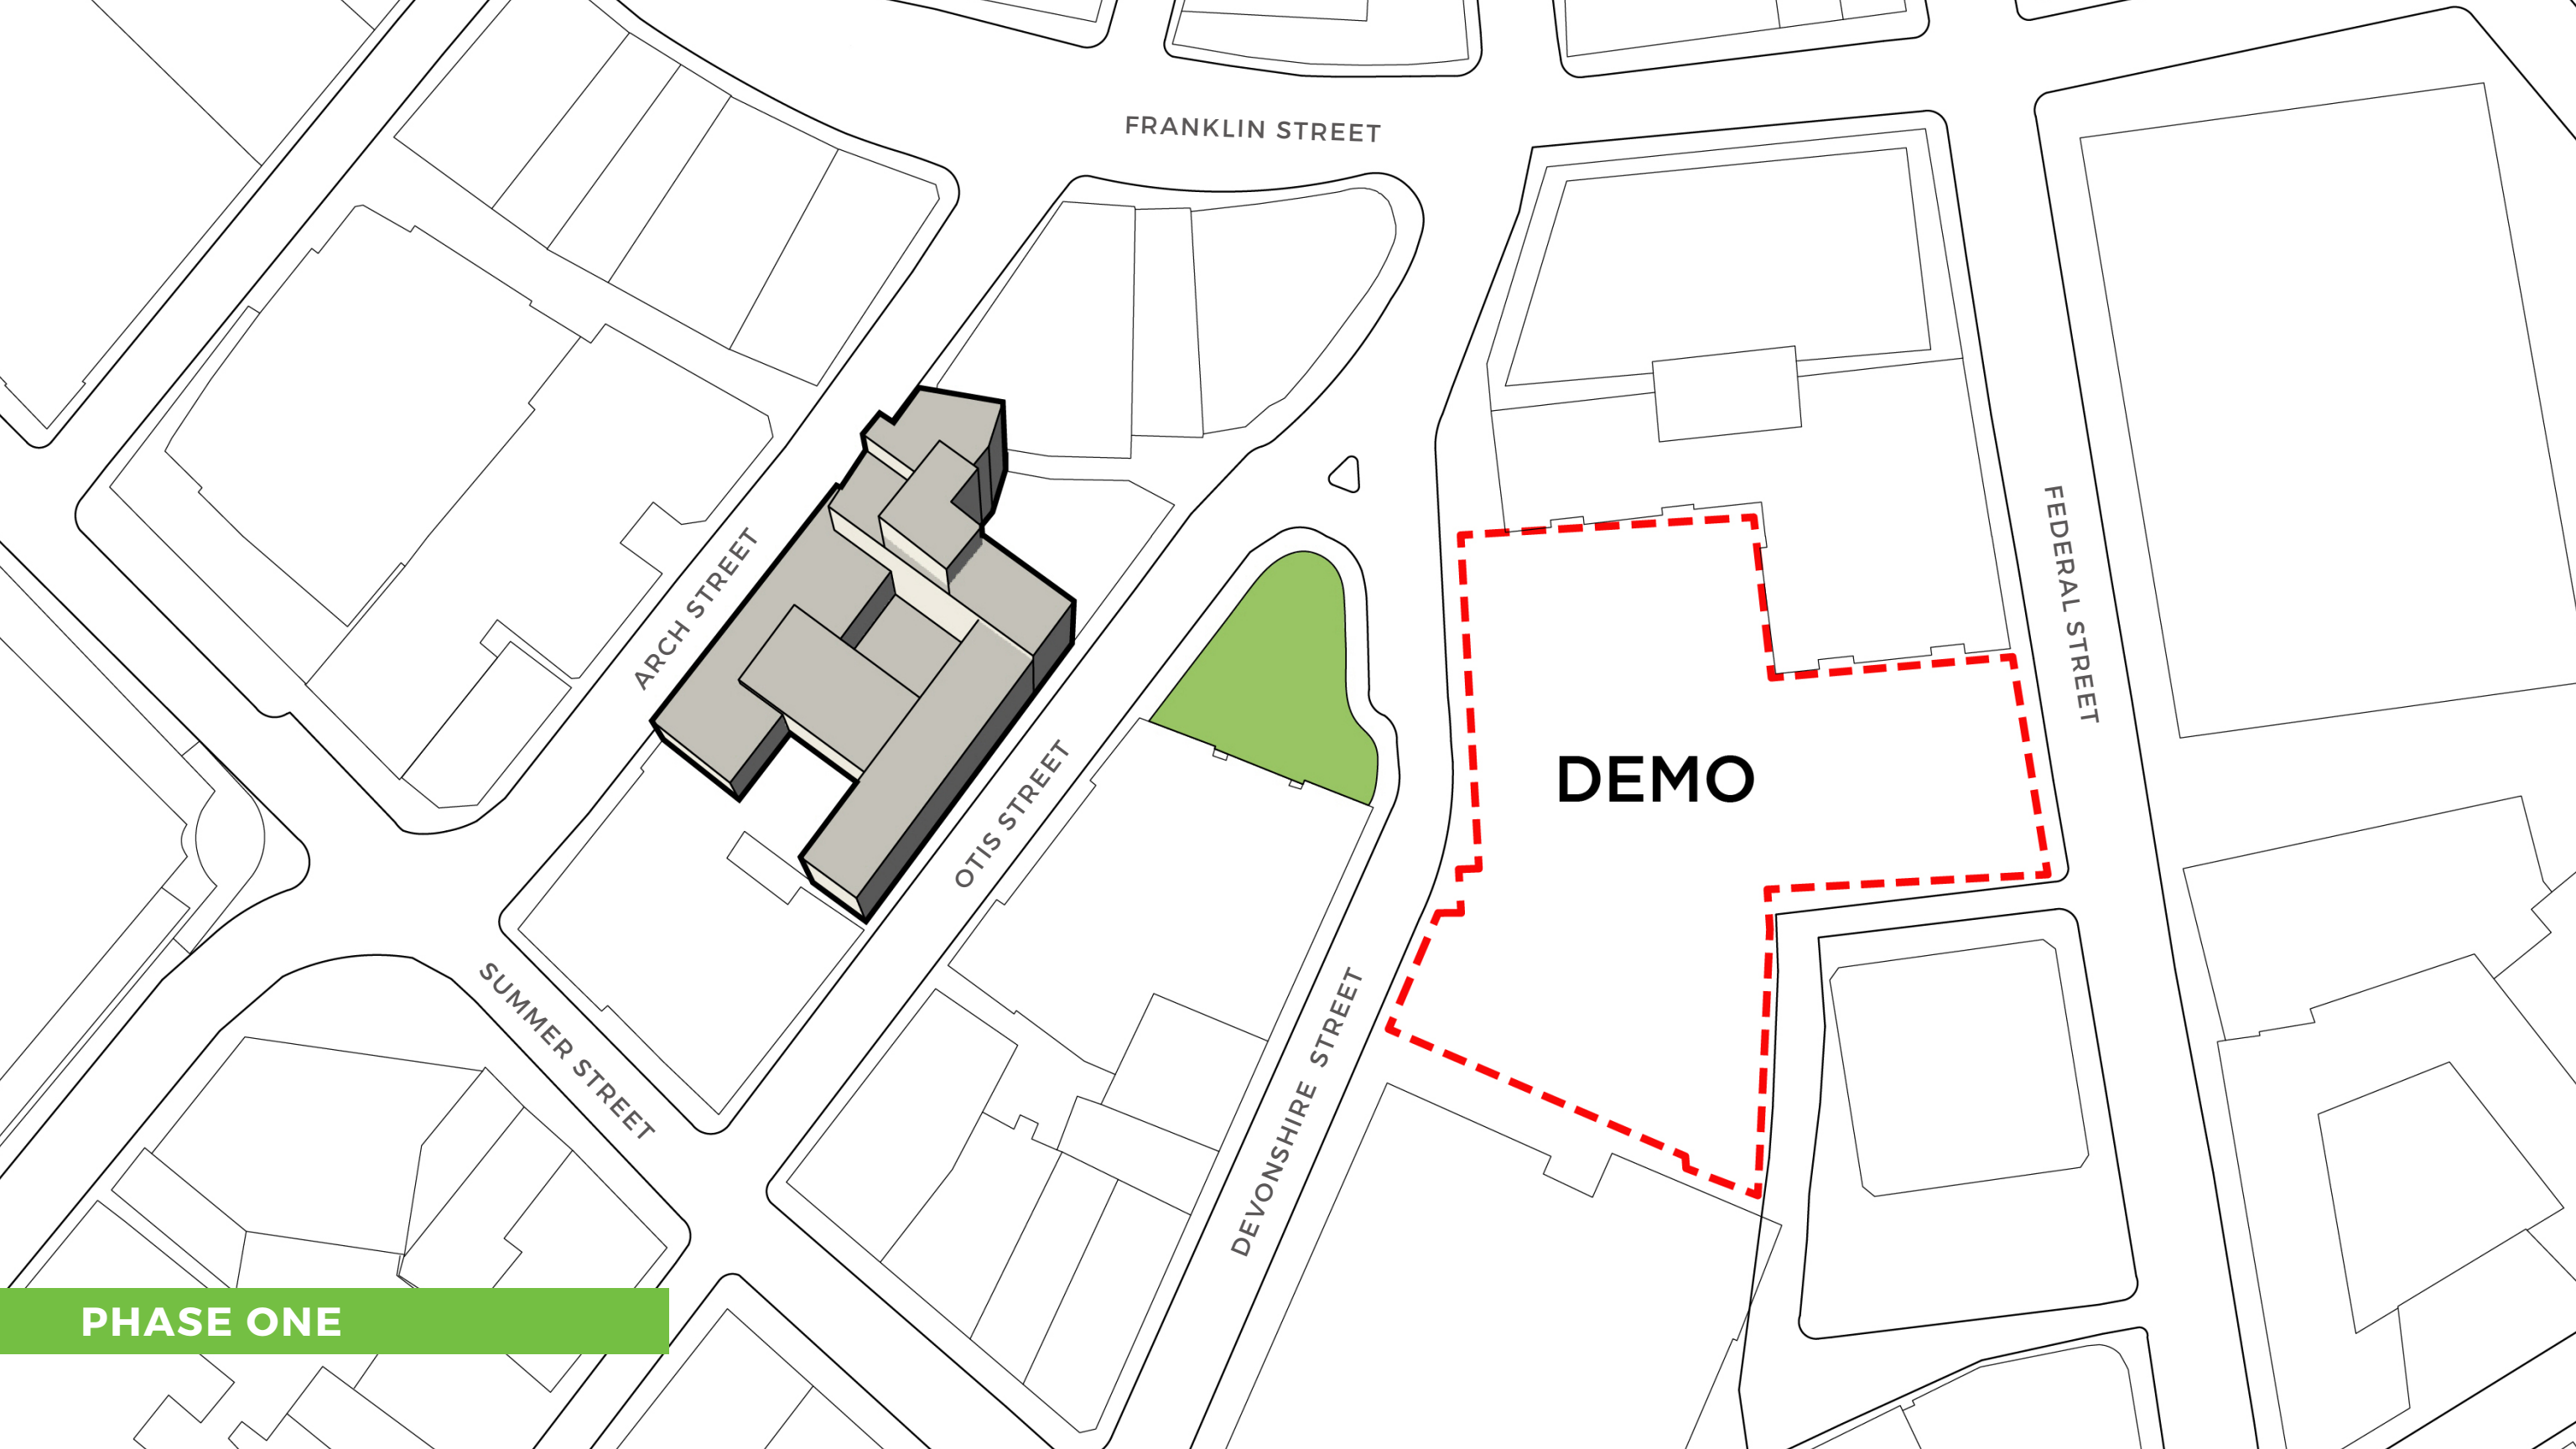 FRANKLIN STREET
ARCH STREET
FEDERAL STREET
DEMO
OTIS STREET
SUMMER STREET
DEVONSHIRE STREET
PHASE ONE